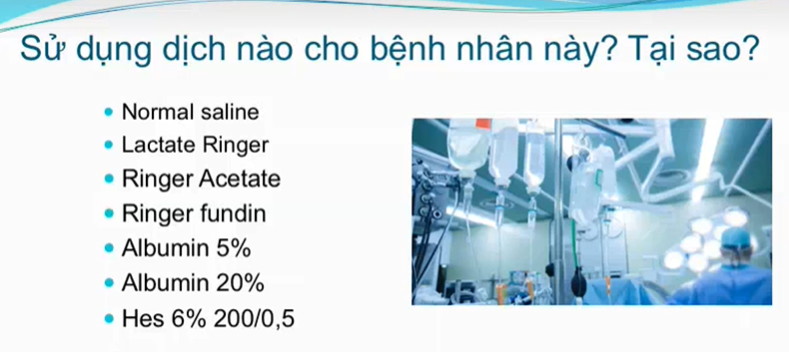 Sử dụng dịch nào cho bệnh nhân này? Tại sao?
Normal saline
Lactate Ringer
Ringer Acetate
Ringer fundin
Albumin 5%
Albumin 20%
Hes 6% 200/0,5